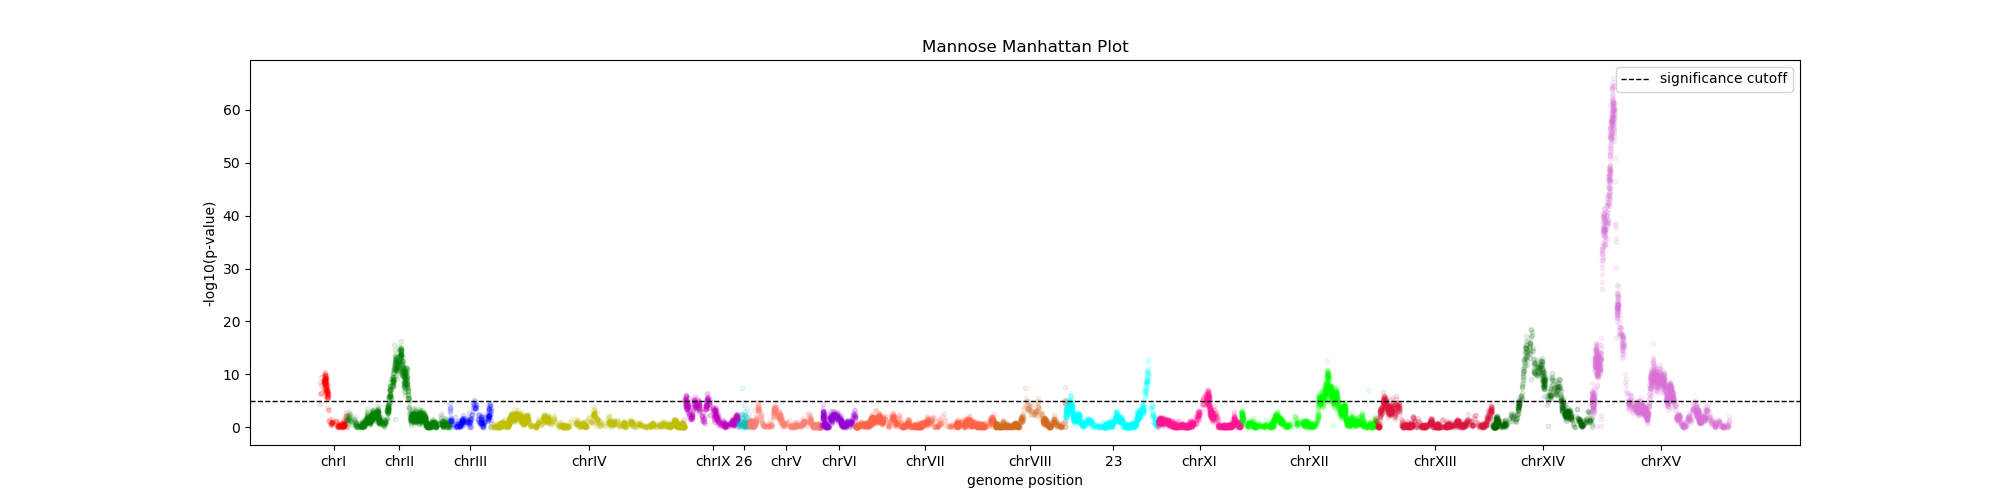 Mannose Manhattan Plot
significance cutoff
-log10(p-value)
60
50
40
30
20
10
0
chrI chrII chrIII chrIV chrIX 26 chrV chrVI chrVII chrVIII 23 chrXI chrXII chrXIII chrXIV chrXV
genome position